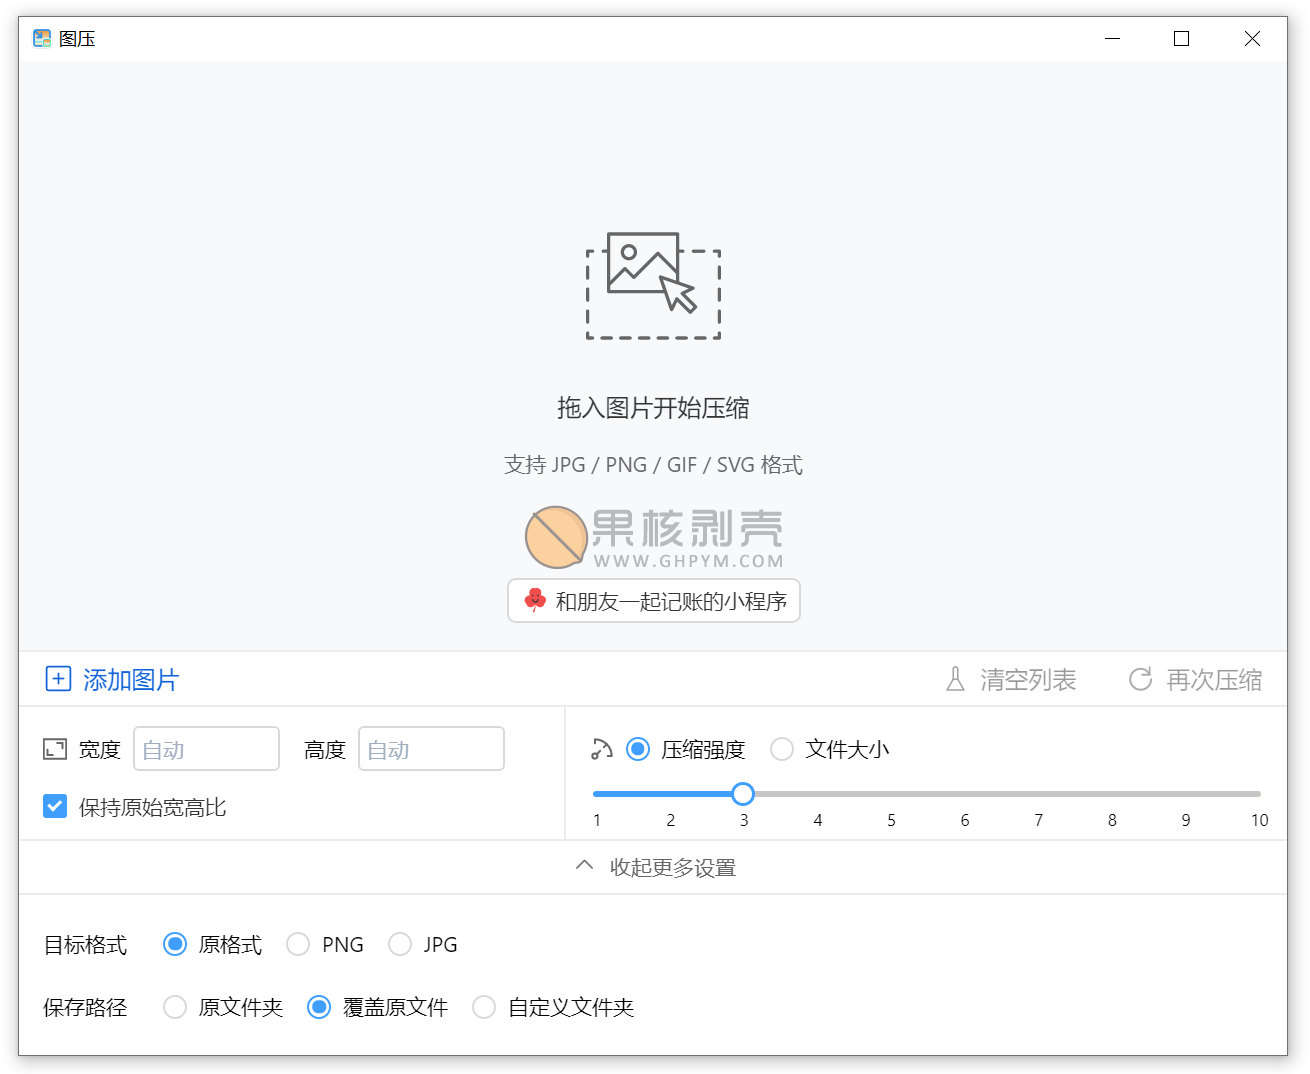 图压
拖入图片开始压缩
支持 JPG / PNG / GIF / SVG 格式
果核剥壳
WWW.GHPYM.COM
和朋友一起记账的小程序
添加图片 清空列表 再次压缩
宽度 自动 高度 自动 压缩强度 文件大小
保持原始宽高比
1 2 3 4 5 6 7 8 9 10
收起更多设置
目标格式 原格式 PNG JPG
保存路径 原文件夹 覆盖原文件 自定义文件夹